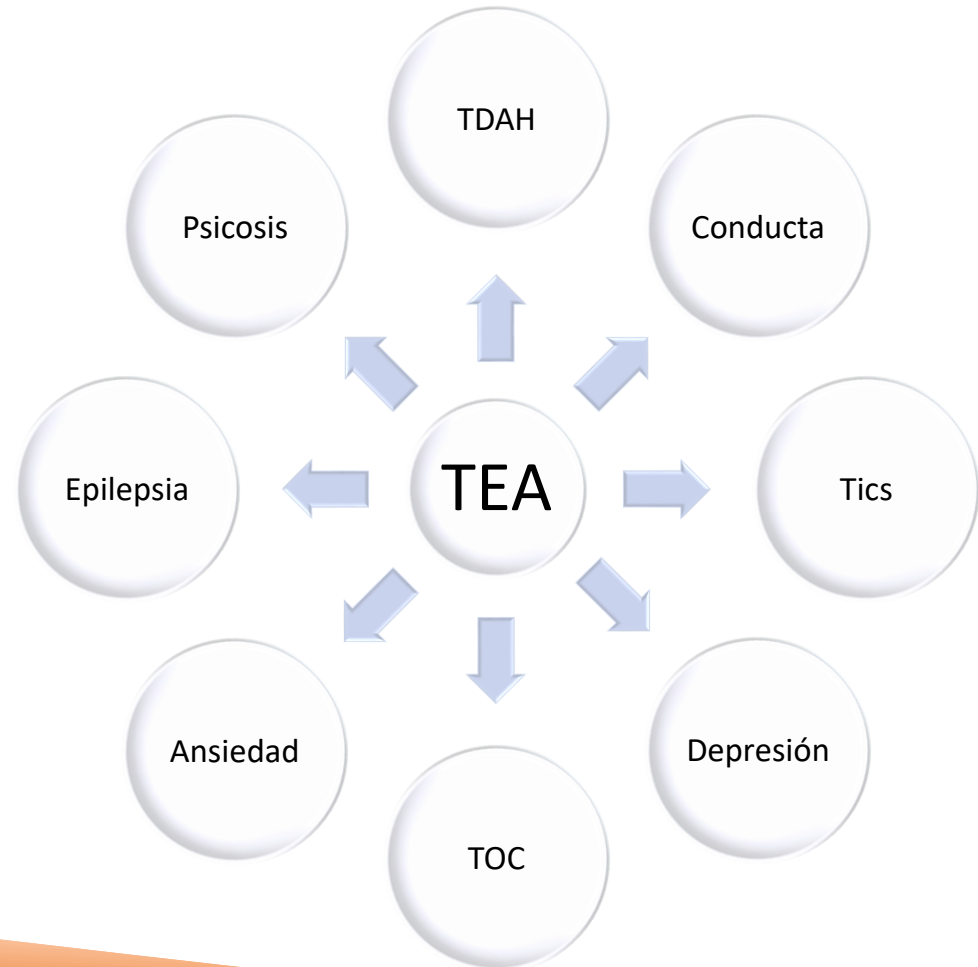 TDAH
Psicosis
Conducta
Epilepsia
TEA
Tics
Ansiedad
Depresión
TOC